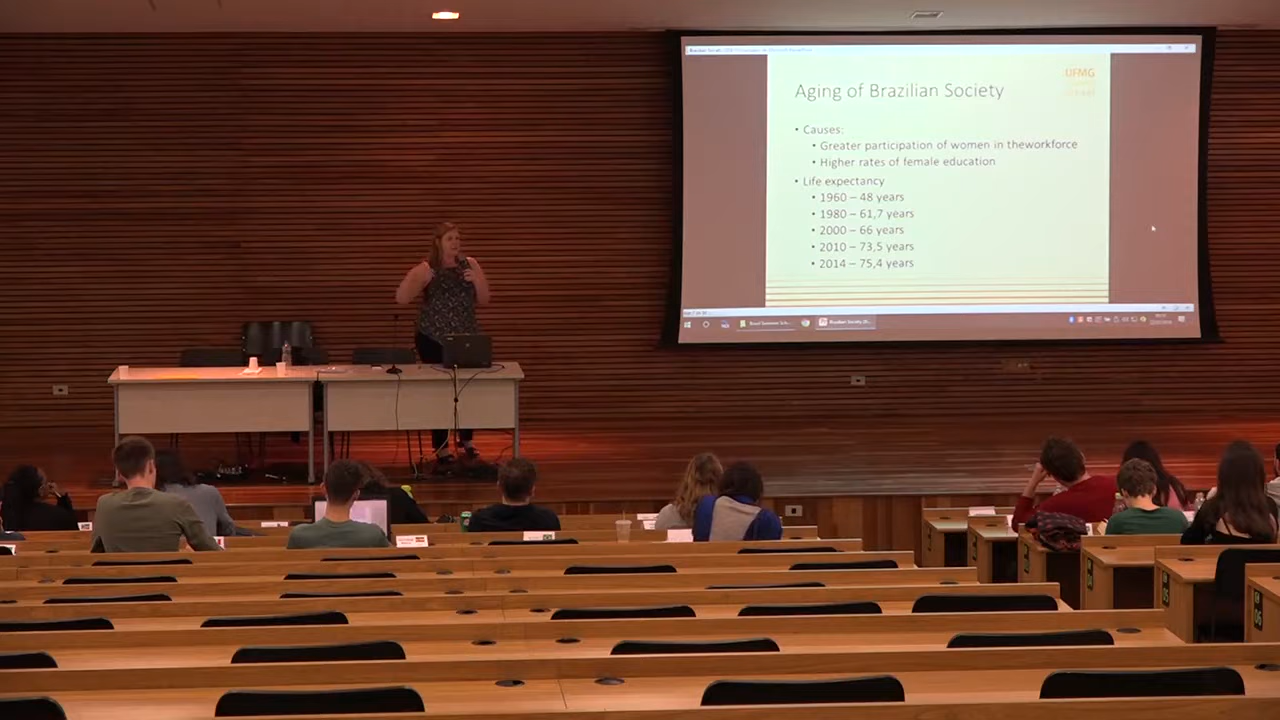 UFMG
Aging of Brazilian Society
• Causes:
• Greater participation of women in theworkforce
• Higher rates of female education
• Life expectancy
• 1960 – 48 years
• 1980 – 61,7 years
• 2000 – 66 years
• 2010 – 73,5 years
• 2014 – 75,4 years